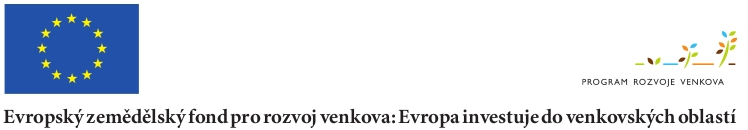 PROGRAM ROZVOJE VENKOVA
Evropský zemědělský fond pro rozvoj venkova: Evropa investuje do venkovských oblastí